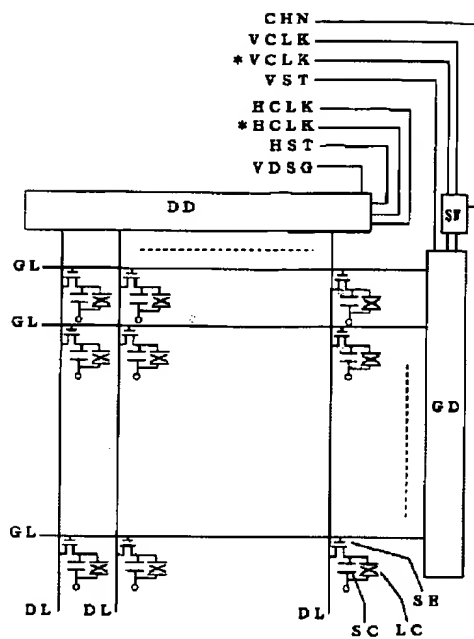 CHN
VCLK
*VCLK
VST
HCLK
*HCLK
HST
VDSG
DD
SW
GL
GL
GD
GL
DL
DL
DL
SE
SC
LC